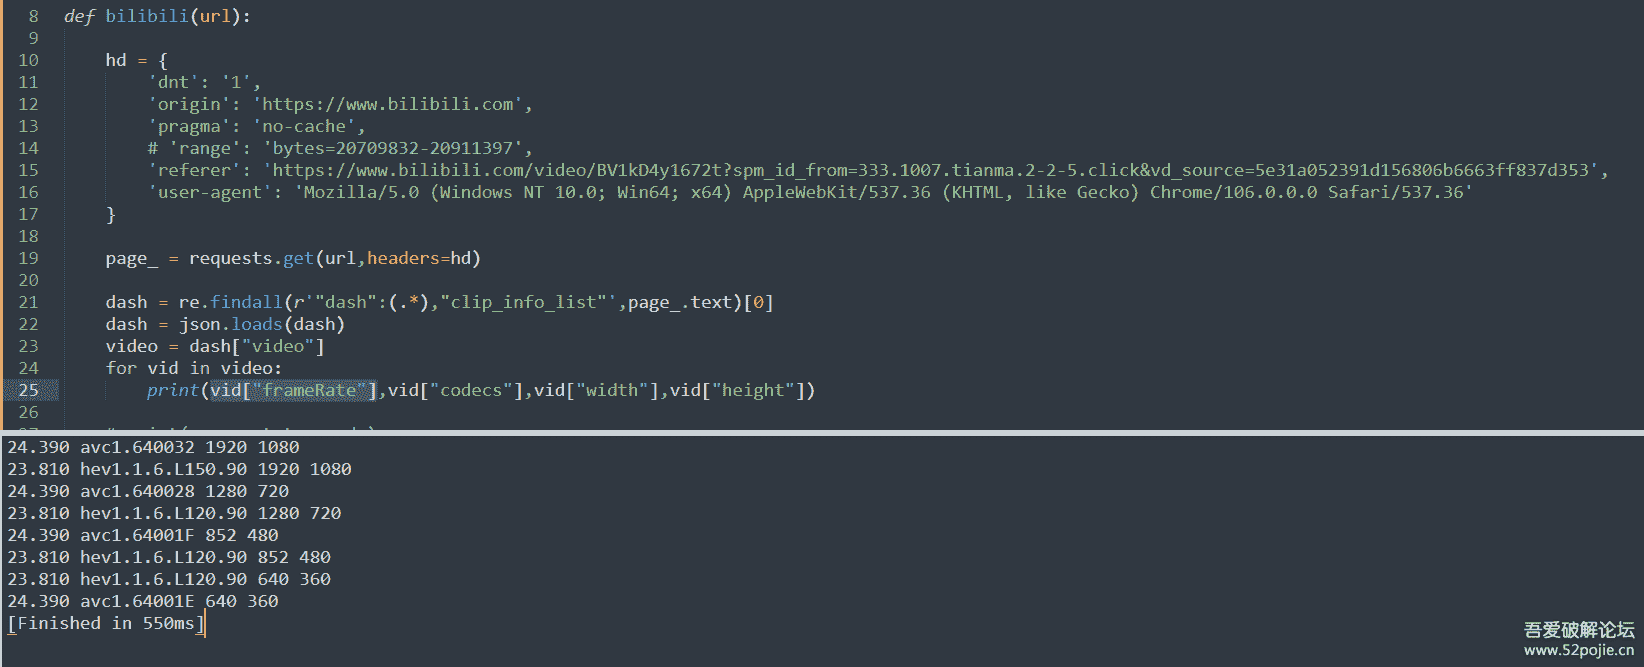 8 def bilibili(url):
9
10 hd = {
11 'dnt': '1',
12 'origin': 'https://www.bilibili.com',
13 'pragma': 'no-cache',
14 # 'range': 'bytes=20709832-20911397',
15 'referer': 'https://www.bilibili.com/video/BV1kD4y1672t?spm_id_from=333.1007.tianma.2-2-5.click&vd_source=5e31a052391d156806b6663ff837d353',
16 'user-agent': 'Mozilla/5.0 (Windows NT 10.0; Win64; x64) AppleWebKit/537.36 (KHTML, like Gecko) Chrome/106.0.0.0 Safari/537.36'
17 }
18
19 page_ = requests.get(url,headers=hd)
20
21 dash = re.findall(r'"dash":(.*),"clip_info_list"',page_.text)[0]
22 dash = json.loads(dash)
23 video = dash["video"]
24 for vid in video:
25 print(vid["frameRate"],vid["codecs"],vid["width"],vid["height"])
26
24.390 avc1.640032 1920 1080
23.810 hev1.1.6.L150.90 1920 1080
24.390 avc1.640028 1280 720
23.810 hev1.1.6.L120.90 1280 720
24.390 avc1.64001F 852 480
23.810 hev1.1.6.L120.90 852 480
23.810 hev1.1.6.L120.90 640 360
24.390 avc1.64001E 640 360
[Finished in 550ms]
吾爱破解论坛
www.52pojie.cn